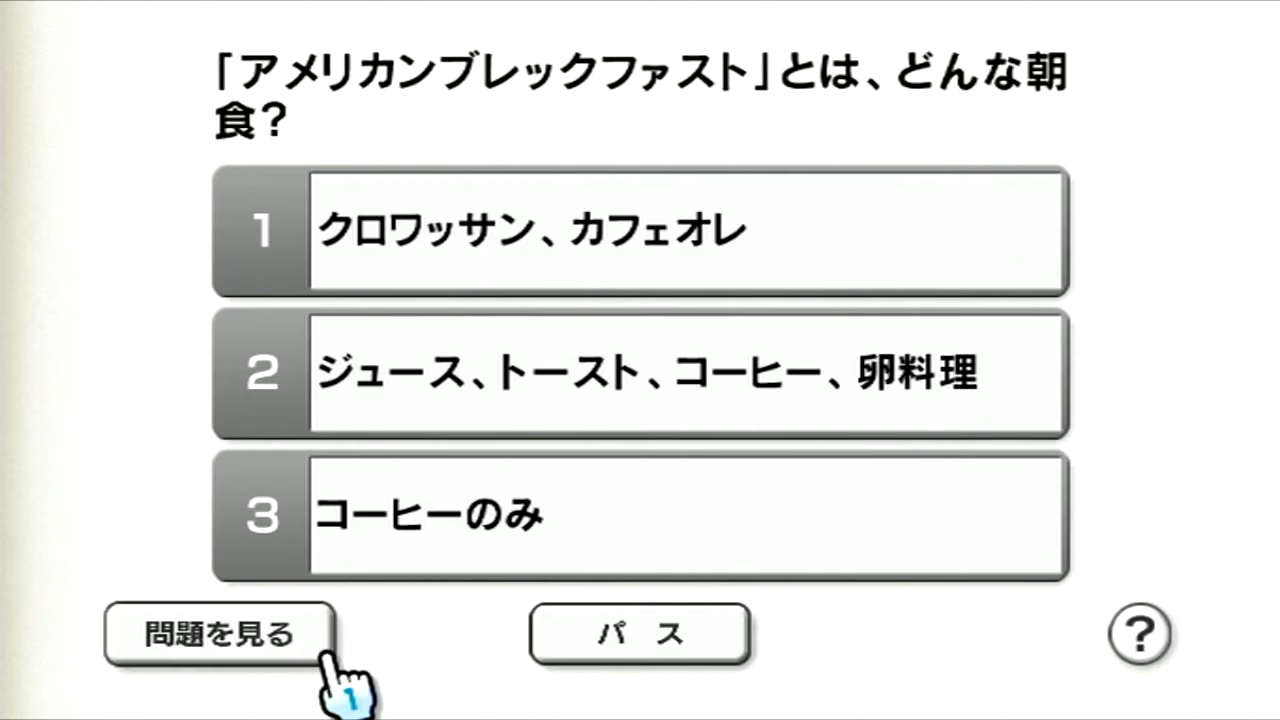 「アメリカンブレックファスト」とは、どんな朝
食?
1 クロワッサン、カフェオレ
2 ジュース、トースト、コーヒー、卵料理
3 コーヒーのみ
問題を見る
パ ス
?
1